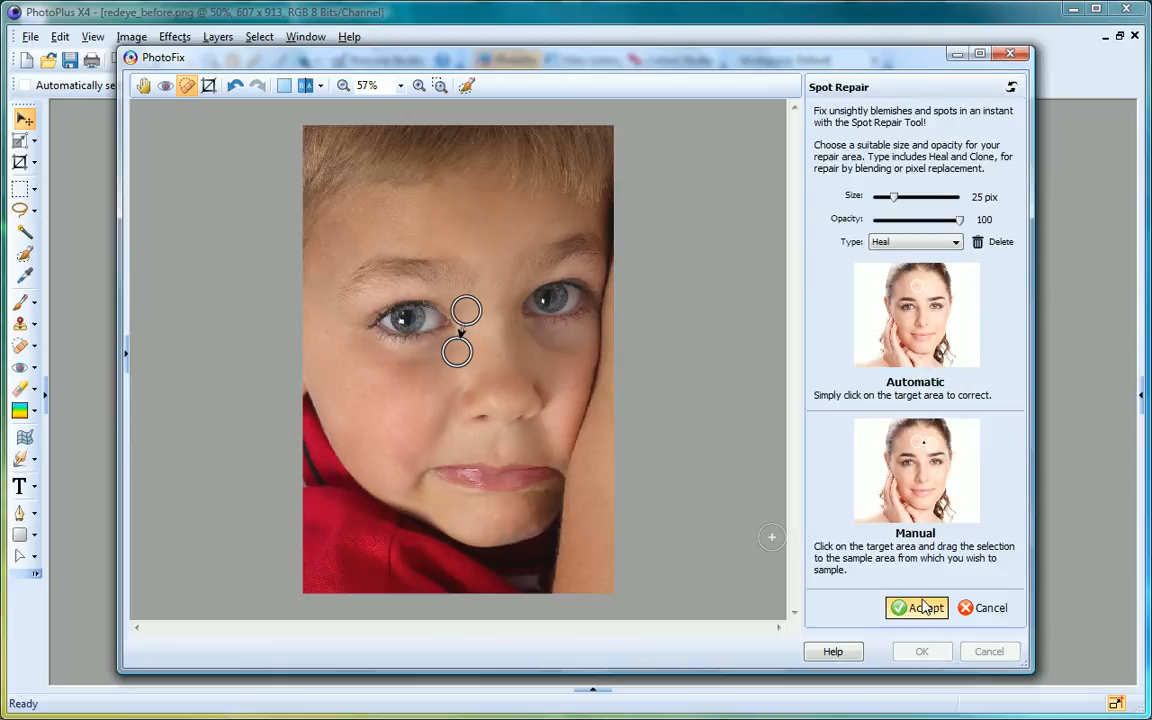 PhotoPlus X4 - [redeye_before.png @ 50%, 607 x 913, RGB 8 Bits/Channel]
File Edit View Image Effects Layers Select Window Help
PhotoFix
Automatically se
57%
Spot Repair
Fix unsightly blemishes and spots in an instant
with the Spot Repair Tool!
Choose a suitable size and opacity for your
repair area. Type includes Heal and Clone, for
repair by blending or pixel replacement.
Size: 25 pix
Opacity: 100
Type: Heal Delete
Automatic
Simply click on the target area to correct.
Manual
Click on the target area and drag the selection
to the sample area from which you wish to
sample.
T
Accept Cancel
Help OK Cancel
Ready